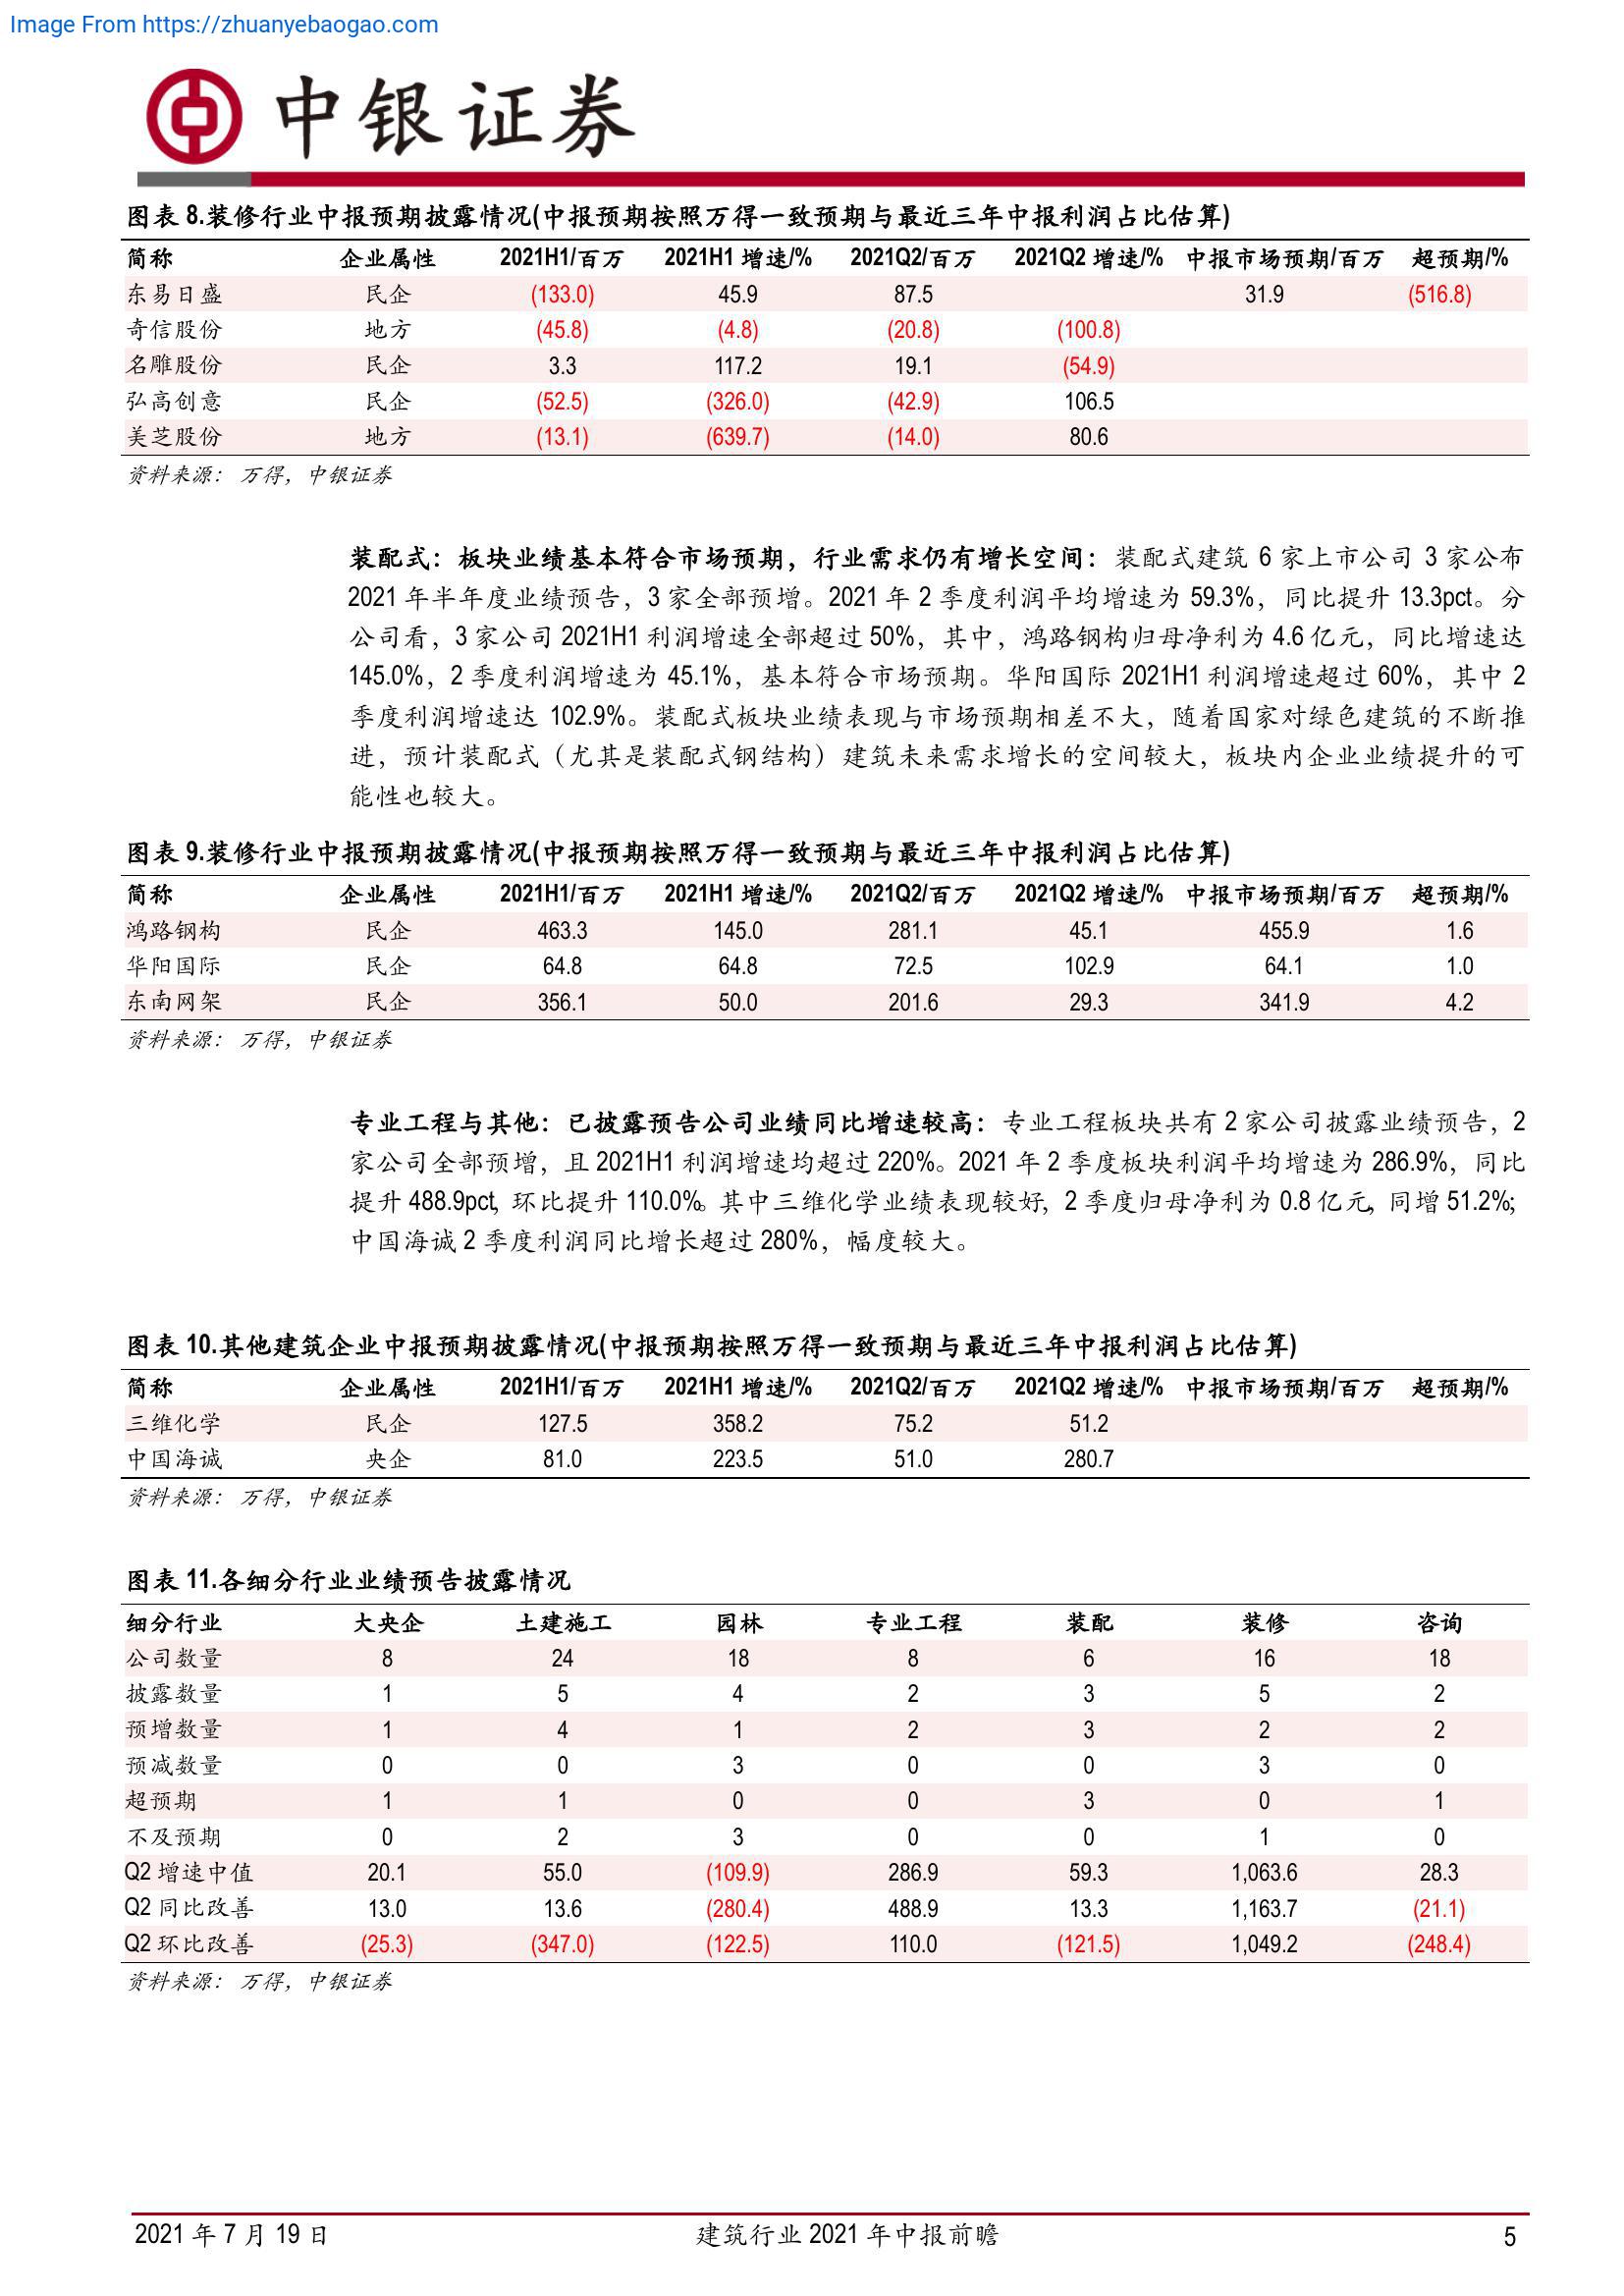 Image From https://zhuanyebaogao.com
中银证券
图表 8.装修行业中报预期披露情况(中报预期按照万得一致预期与最近三年中报利润占比估算)
简称 企业属性 2021H1/百万 2021H1 增速/% 2021Q2/百万 2021Q2 增速/% 中报市场预期/百万 超预期/%
东易日盛 民企 (133.0) 45.9 87.5 31.9 (516.8)
奇信股份 地方 (45.8) (4.8) (20.8) (100.8)
名雕股份 民企 3.3 117.2 19.1 (54.9)
弘高创意 民企 (52.5) (326.0) (42.9) 106.5
美芝股份 地方 (13.1) (639.7) (14.0) 80.6
资料来源：万得，中银证券
装配式：板块业绩基本符合市场预期，行业需求仍有增长空间：装配式建筑 6 家上市公司 3 家公布
2021 年半年度业绩预告，3 家全部预增。2021 年 2 季度利润平均增速为 59.3%，同比提升 13.3pct。分
公司看，3 家公司 2021H1 利润增速全部超过 50%，其中，鸿路钢构归母净利为 4.6 亿元，同比增速达
145.0%，2 季度利润增速为 45.1%，基本符合市场预期。华阳国际 2021H1 利润增速超过 60%，其中 2
季度利润增速达 102.9%。装配式板块业绩表现与市场预期相差不大，随着国家对绿色建筑的不断推
进，预计装配式（尤其是装配式钢结构）建筑未来需求增长的空间较大，板块内企业业绩提升的可
能性也较大。
图表 9.装修行业中报预期披露情况(中报预期按照万得一致预期与最近三年中报利润占比估算)
简称 企业属性 2021H1/百万 2021H1 增速/% 2021Q2/百万 2021Q2 增速/% 中报市场预期/百万 超预期/%
鸿路钢构 民企 463.3 145.0 281.1 45.1 455.9 1.6
华阳国际 民企 64.8 64.8 72.5 102.9 64.1 1.0
东南网架 民企 356.1 50.0 201.6 29.3 341.9 4.2
资料来源：万得，中银证券
专业工程与其他：已披露预告公司业绩同比增速较高：专业工程板块共有 2 家公司披露业绩预告，2
家公司全部预增，且 2021H1 利润增速均超过 220%。2021 年 2 季度板块利润平均增速为 286.9%，同比
提升 488.9pct，环比提升 110.0%。其中三维化学业绩表现较好，2 季度归母净利为 0.8 亿元，同增 51.2%；
中国海诚 2 季度利润同比增长超过 280%，幅度较大。
图表 10.其他建筑企业中报预期披露情况(中报预期按照万得一致预期与最近三年中报利润占比估算)
简称 企业属性 2021H1/百万 2021H1 增速/% 2021Q2/百万 2021Q2 增速/% 中报市场预期/百万 超预期/%
三维化学 民企 127.5 358.2 75.2 51.2
中国海诚 央企 81.0 223.5 51.0 280.7
资料来源：万得，中银证券
图表 11.各细分行业业绩预告披露情况
细分行业 大央企 土建施工 园林 专业工程 装配 装修 咨询
公司数量 8 24 18 8 6 16 18
披露数量 1 5 4 2 3 5 2
预增数量 1 4 1 2 3 2 2
预减数量 0 0 3 0 0 3 0
超预期 1 1 0 0 3 0 1
不及预期 0 2 3 0 0 1 0
Q2 增速中值 20.1 55.0 (109.9) 286.9 59.3 1,063.6 28.3
Q2 同比改善 13.0 13.6 (280.4) 488.9 13.3 1,163.7 (21.1)
Q2 环比改善 (25.3) (347.0) (122.5) 110.0 (121.5) 1,049.2 (248.4)
资料来源：万得，中银证券
2021 年 7 月 19 日 建筑行业 2021 年中报前瞻 5